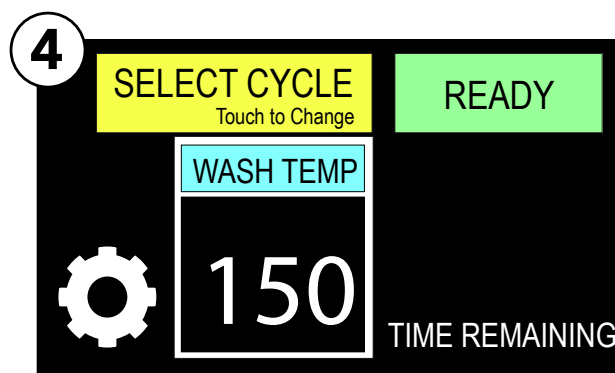 4
SELECT CYCLE
Touch to Change
READY
WASH TEMP
150
TIME REMAINING